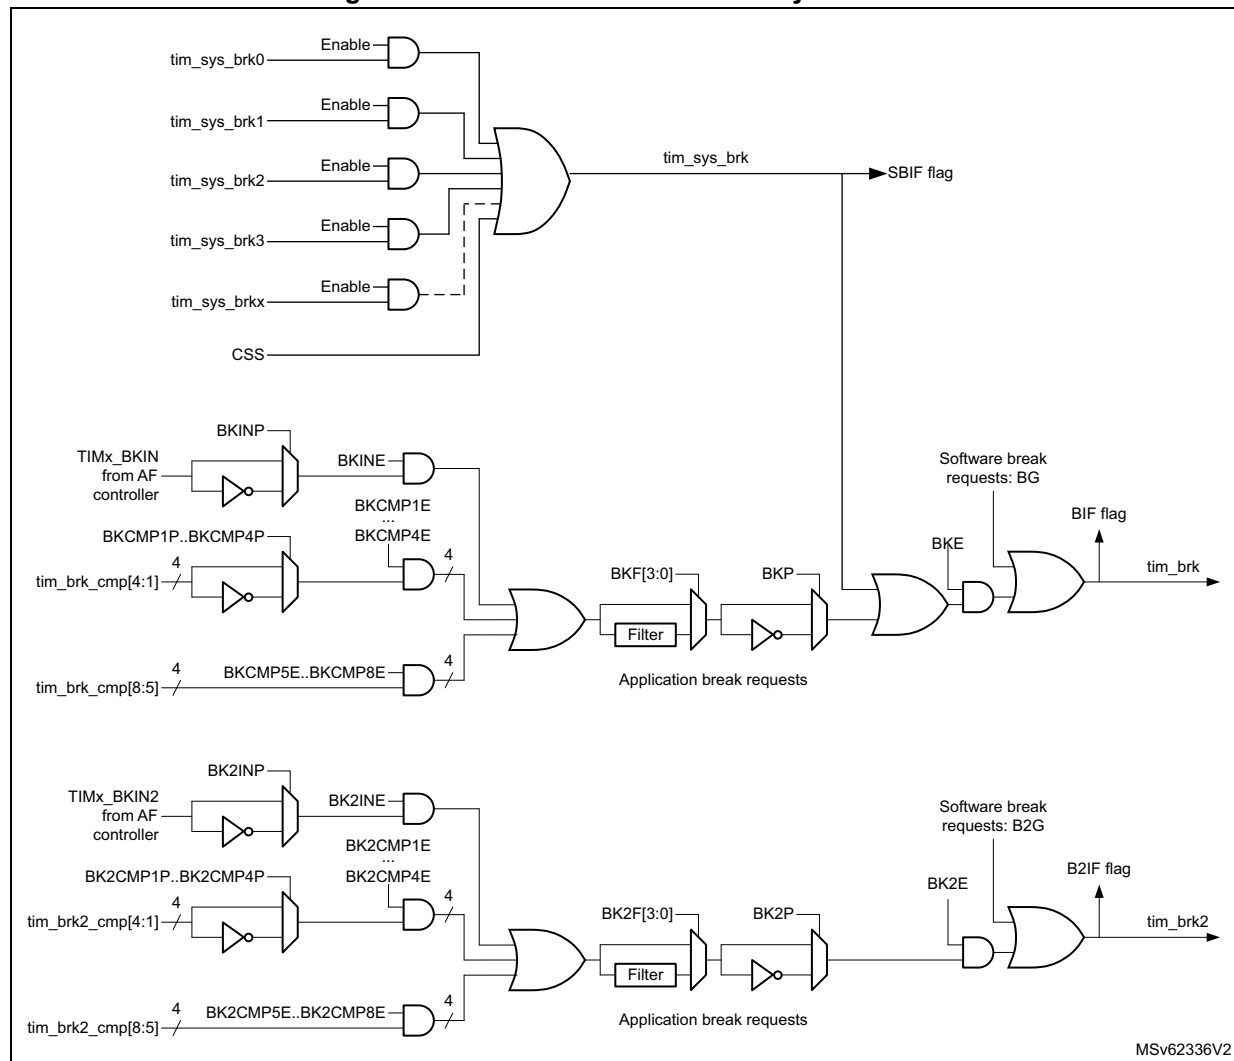 Enable
tim_sys_brk0
Enable
tim_sys_brk1
Enable
tim_sys_brk2
Enable
tim_sys_brk3
Enable
tim_sys_brkx
CSS
tim_sys_brk
SBIF flag
BKINP
TIMx_BKIN
from AF
controller
BKINE
BKCMP1E
...
BKCMP4E
BKCMP1P..BKCMP4P
4
tim_brk_cmp[4:1]
4
BKCMP5E..BKCMP8E
4
tim_brk_cmp[8:5]
4
BKF[3:0]
Filter
BKP
Application break requests
BKE
Software break
requests: BG
BIF flag
tim_brk
BK2INP
TIMx_BKIN2
from AF
controller
BK2INE
BK2CMP1E
...
BK2CMP4E
BK2CMP1P..BK2CMP4P
4
tim_brk2_cmp[4:1]
4
BK2CMP5E..BK2CMP8E
4
tim_brk2_cmp[8:5]
4
BK2F[3:0]
Filter
BK2P
Application break requests
BK2E
Software break
requests: B2G
B2IF flag
tim_brk2
MSv62336V2